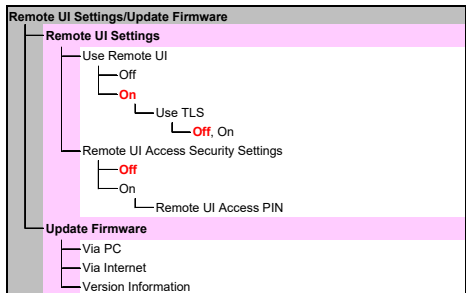 Remote UI Settings/Update Firmware
Remote UI Settings
Use Remote UI
Off
On
Use TLS
Off, On
Remote UI Access Security Settings
Off
On
Remote UI Access PIN
Update Firmware
Via PC
Via Internet
Version Information